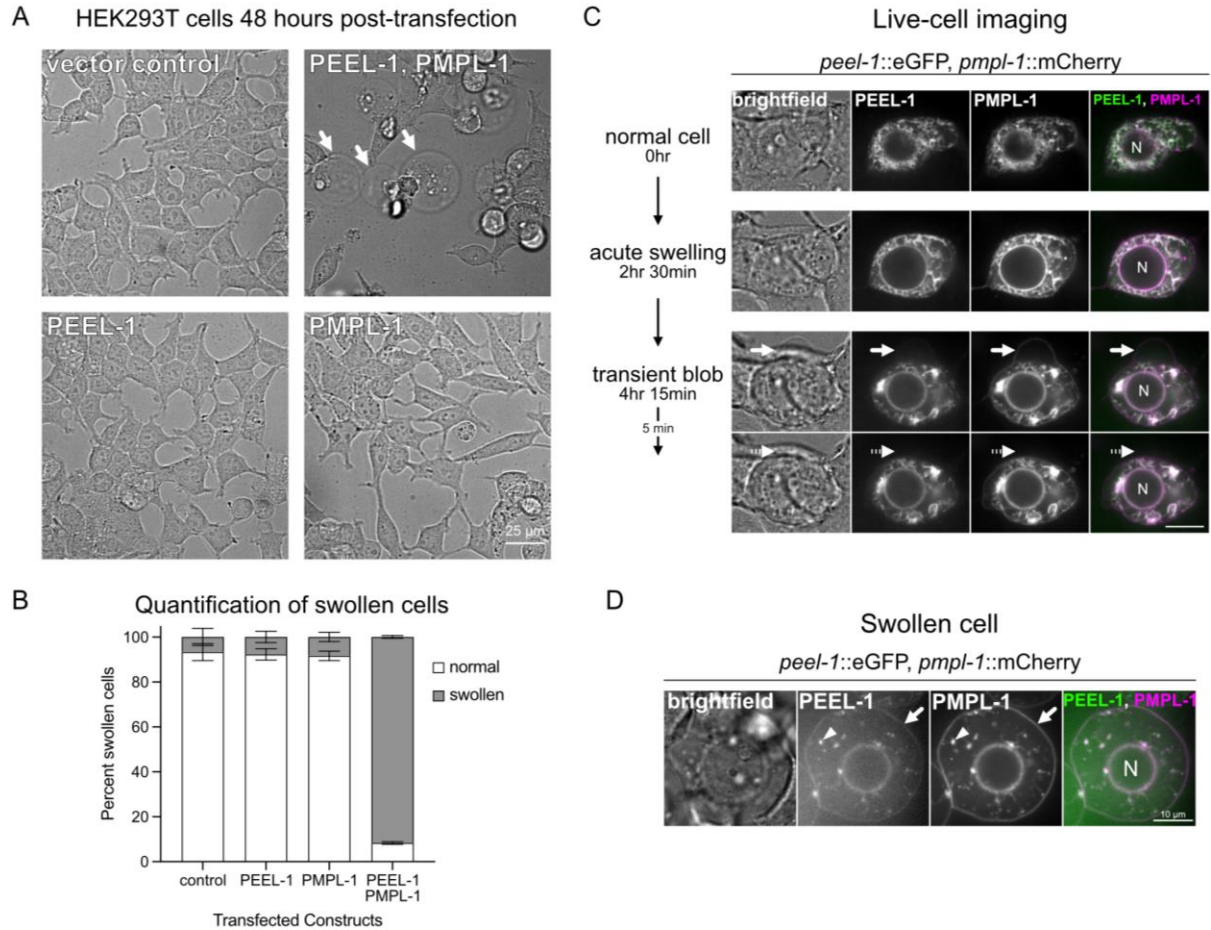 A
HEK293T cells 48 hours post-transfection
vector control
PEEL-1, PMPL-1
PEEL-1
PMPL-1
25 µm
B
Quantification of swollen cells
Percent swollen cells
100
80
60
40
20
0
normal
swollen
control
PEEL-1
PMPL-1
PEEL-1
PMPL-1
Transfected Constructs
C
Live-cell imaging
peel-1::eGFP, pmpl-1::mCherry
brightfield
PEEL-1
PMPL-1
PEEL-1, PMPL-1
normal cell
0hr
N
acute swelling
2hr 30min
N
transient blob
4hr 15min
N
5 min
N
D
Swollen cell
peel-1::eGFP, pmpl-1::mCherry
brightfield
PEEL-1
PMPL-1
PEEL-1, PMPL-1
N
10 µm